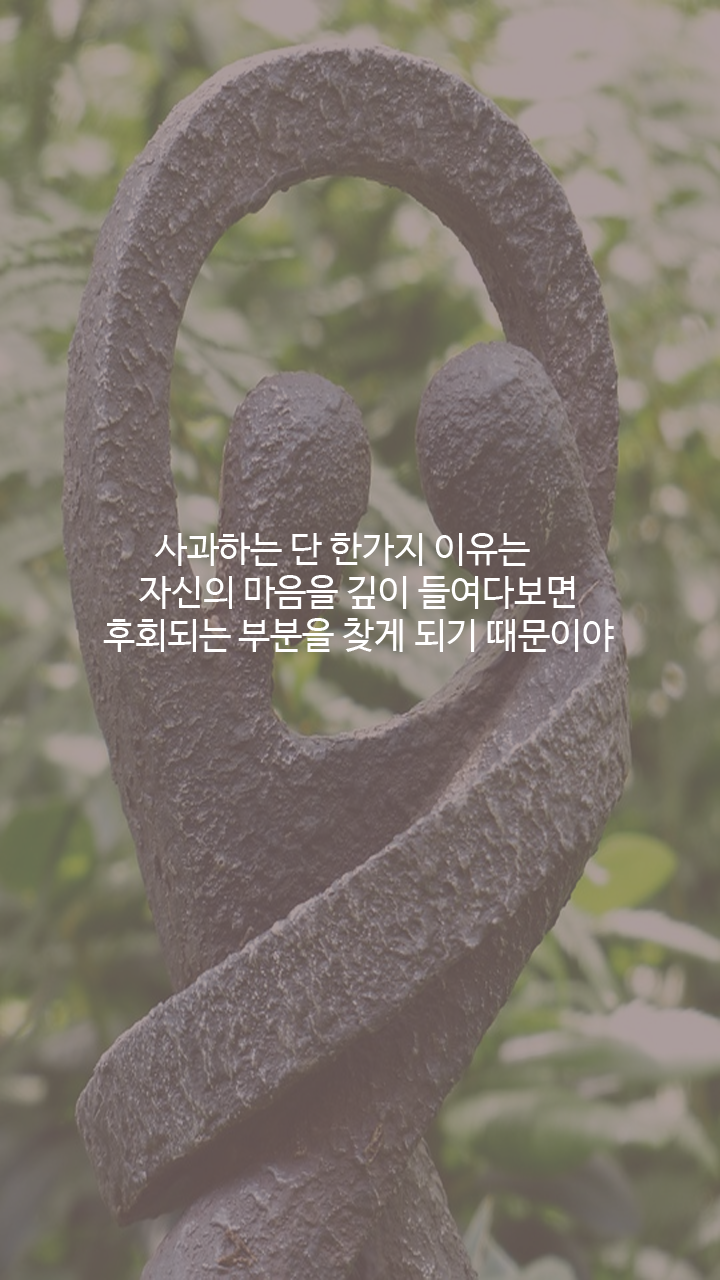 사과하는 단 한가지 이유는
자신의 마음을 깊이 들여다보면
후회되는 부분을 찾게 되기 때문이야